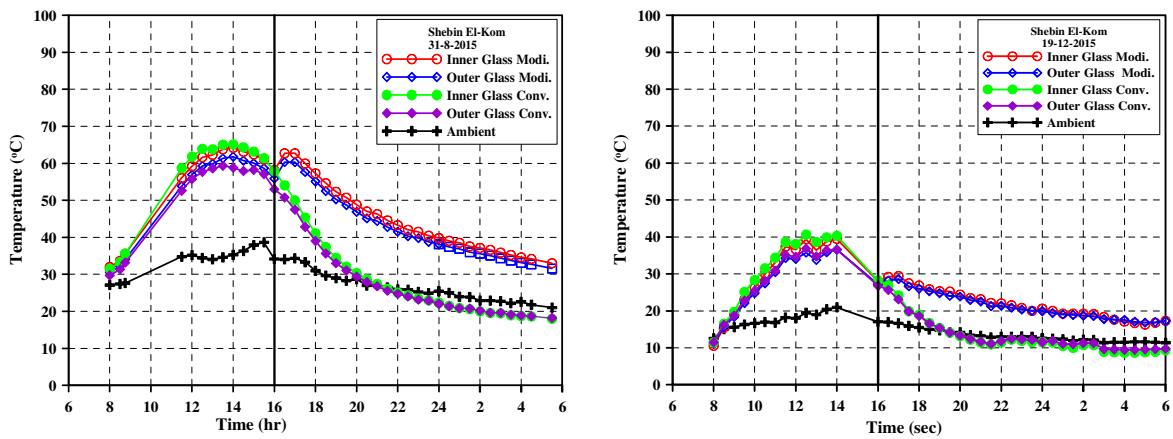 Temperature (°C)
100
90
80
70
60
50
40
30
20
10
0
Shebin El-Kom
31-8-2015
Inner Glass Modi.
Outer Glass Modi.
Inner Glass Conv.
Outer Glass Conv.
Ambient
6 8 10 12 14 16 18 20 22 24 2 4 6
Time (hr)
Temperature (°C)
100
90
80
70
60
50
40
30
20
10
0
Shebin El-Kom
19-12-2015
Inner Glass Modi.
Outer Glass Modi.
Inner Glass Conv.
Outer Glass Conv.
Ambient
6 8 10 12 14 16 18 20 22 24 2 4 6
Time (sec)